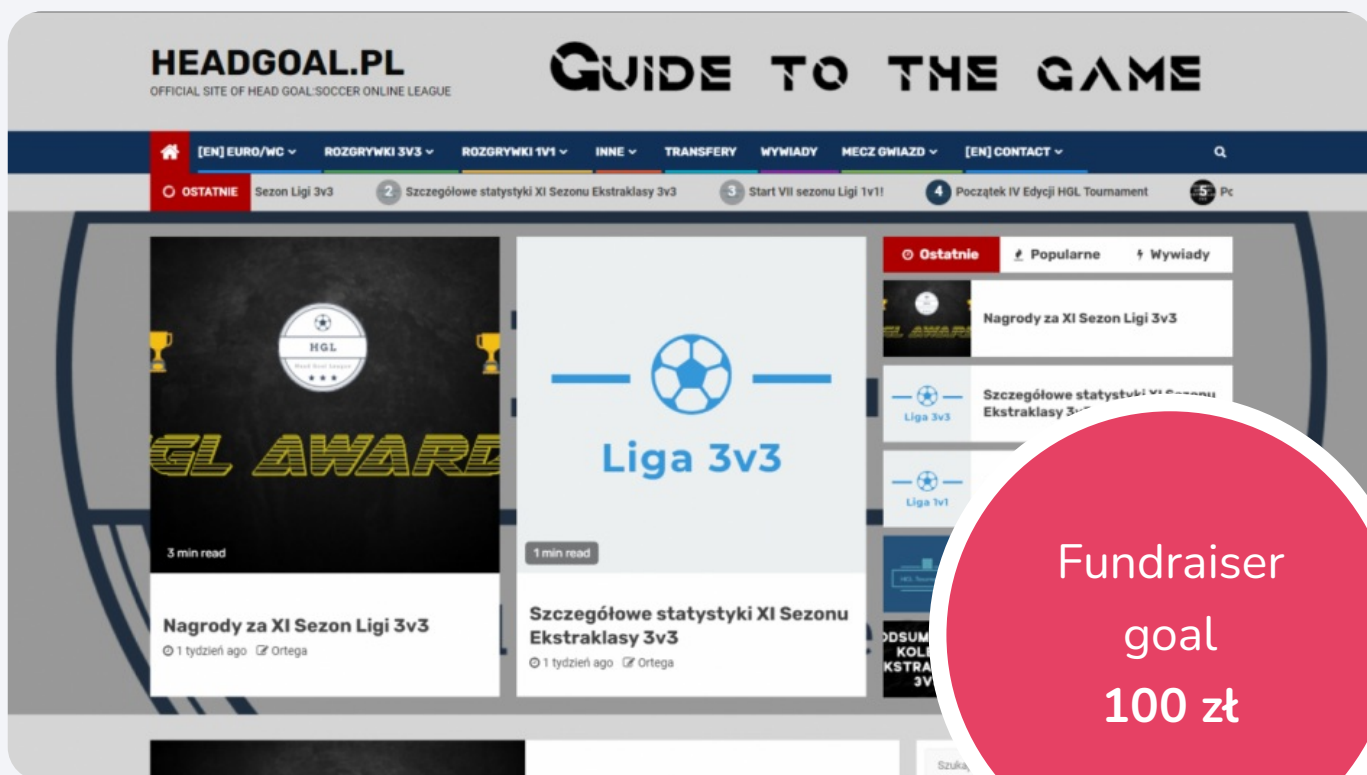 HEADGOAL.PL
OFFICIAL SITE OF HEAD GOAL:SOCCER ONLINE LEAGUE
GUIDE TO THE GAME
[EN] EURO/WC
ROZGRYWKI 3V3
ROZGRYWKI 1V1
INNE
TRANSFERY
WYWIADY
MECZ GWIAZD
[EN] CONTACT
OSTATNIE
Sezon Ligi 3v3
2
Szczegółowe statystyki XI Sezonu Ekstraklasy 3v3
3
Start VII sezonu Ligi 1v1!
4
Początek IV Edycji HGL Tournament
5
HGL
Head Goal League
GL AWARD
3 min read
Nagrody za XI Sezon Ligi 3v3
1 tydzień ago Ortega
Liga 3v3
1 min read
Szczegółowe statystyki XI Sezonu
Ekstraklasy 3v3
1 tydzień ago Ortega
Ostatnie
Popularne
Wywiady
Nagrody za XI Sezon Ligi 3v3
Liga 3v3
Szczegółowe statystyki XI Sezonu
Ekstraklasy
Liga 1v1
Fundraiser
goal
100 zł